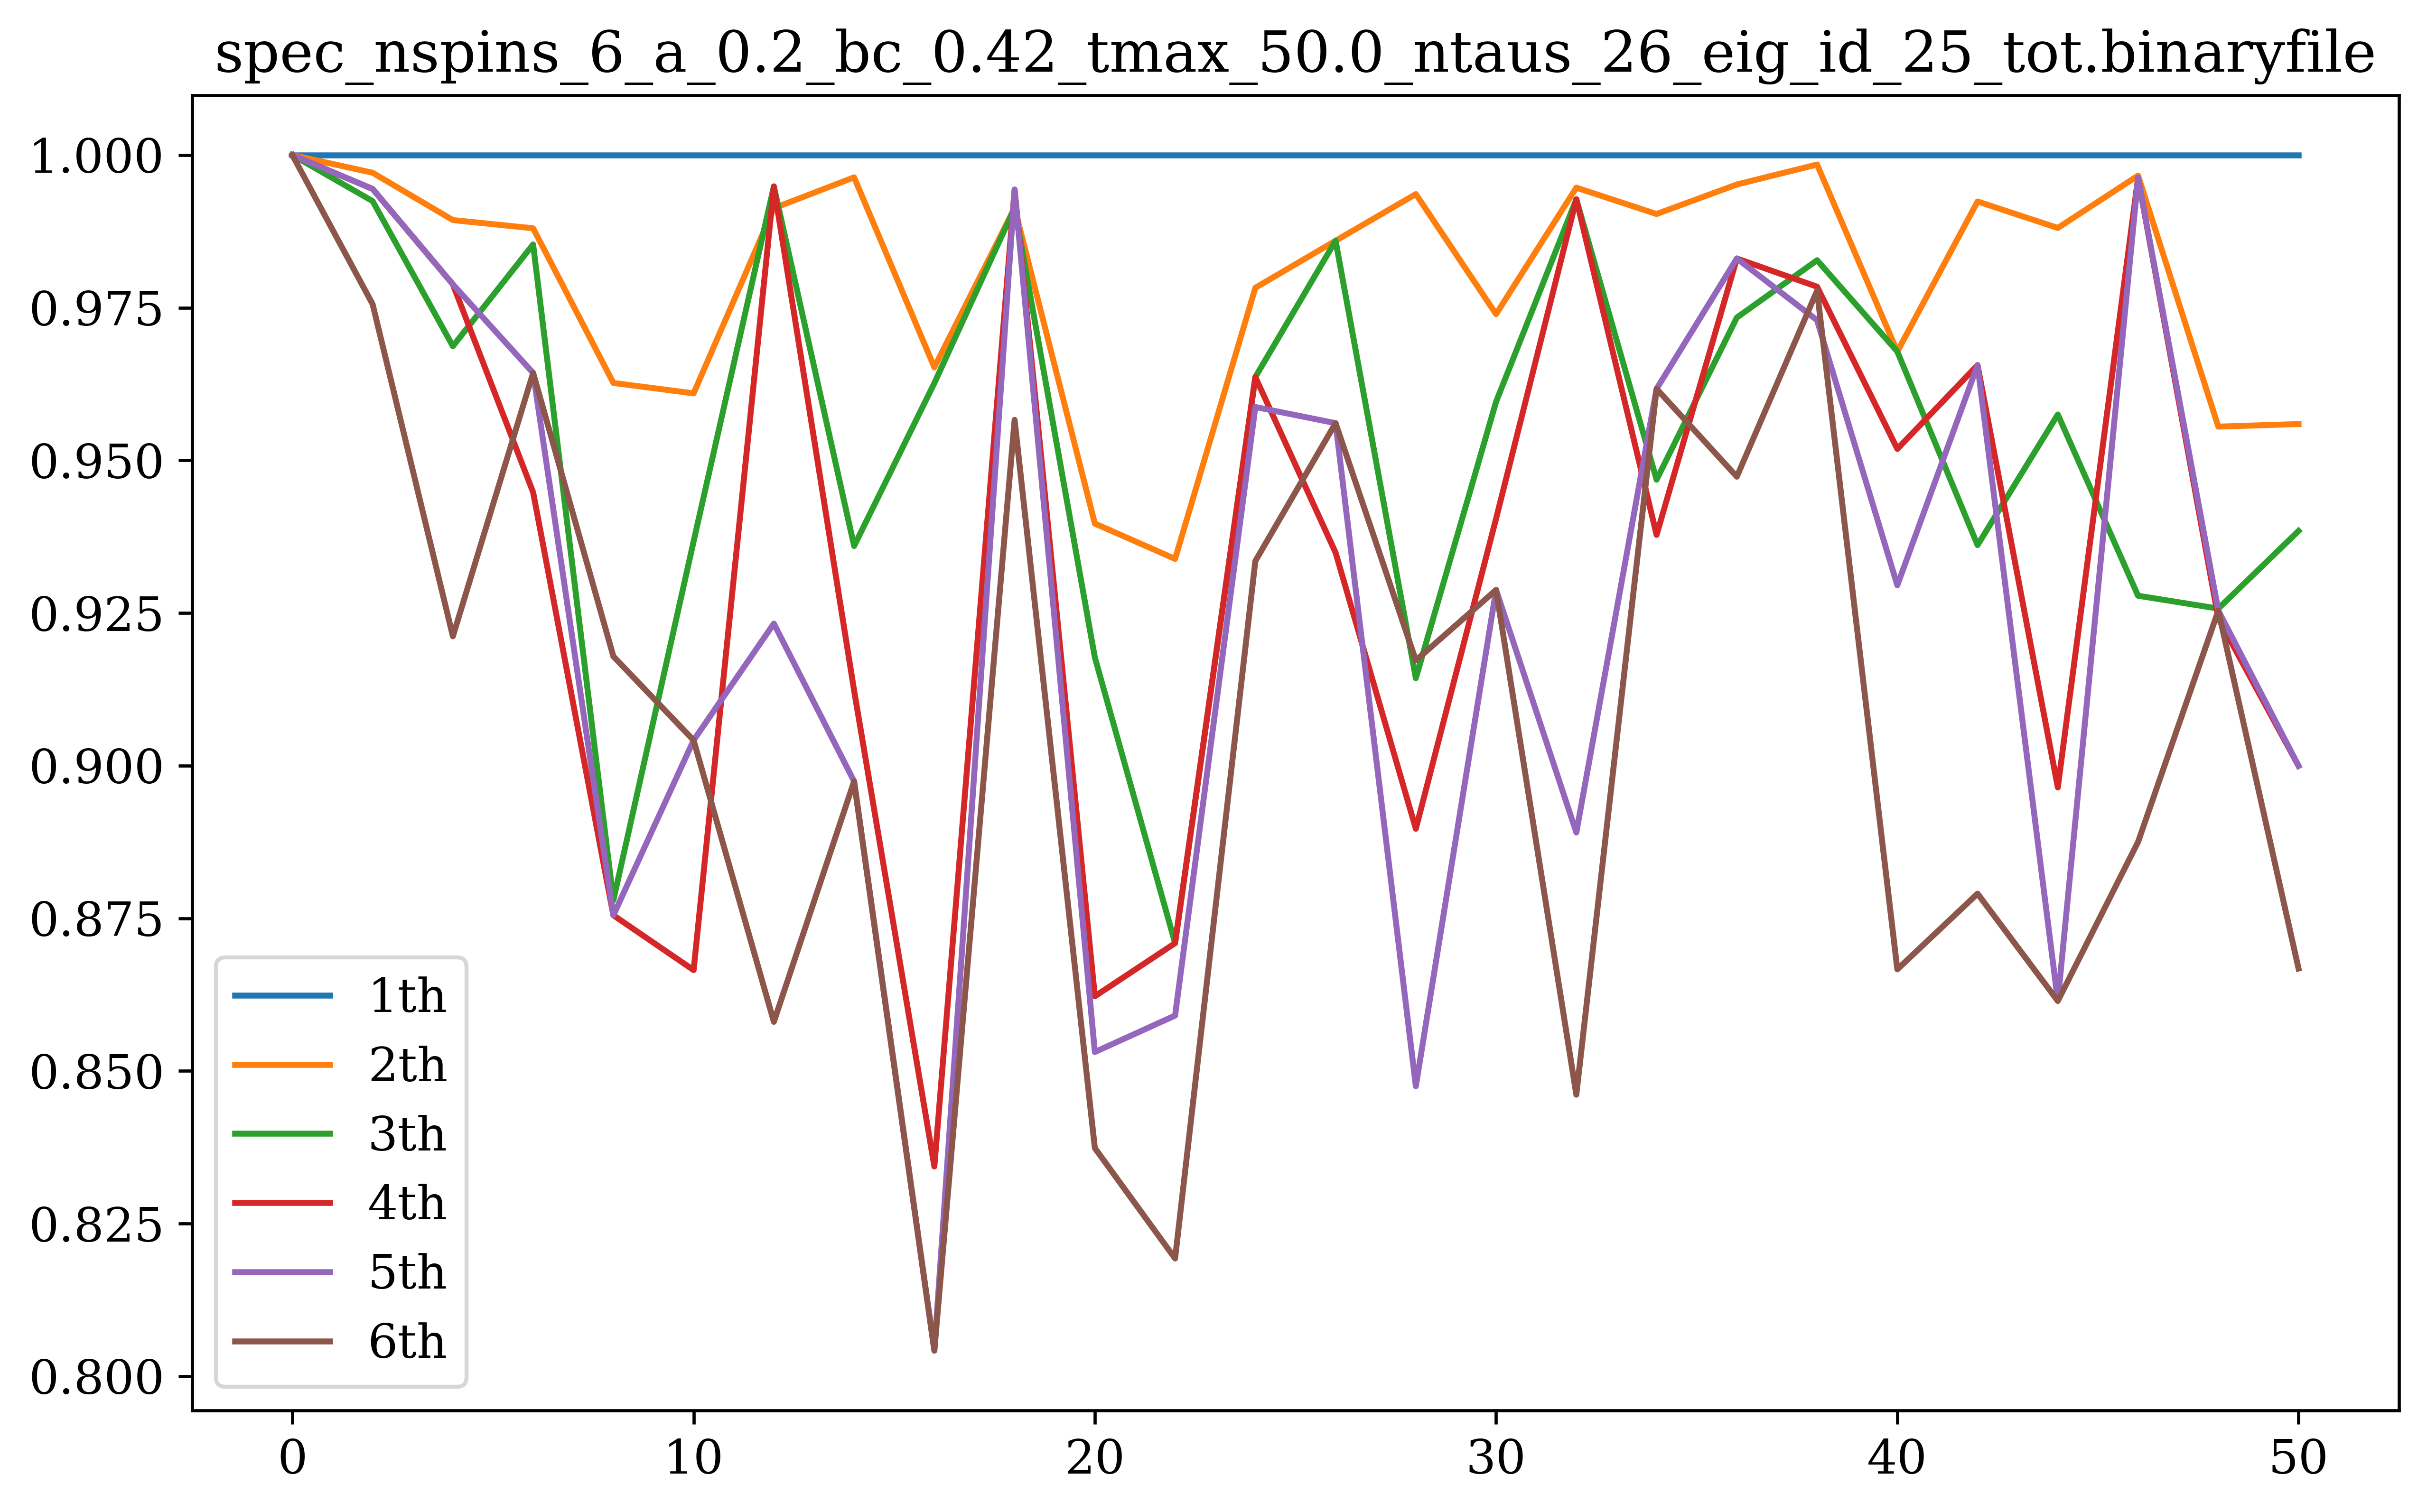 spec_nspins_6_a_0.2_bc_0.42_tmax_50.0_ntaus_26_eig_id_25_tot.binaryfile
1.000
0.975
0.950
0.925
0.900
0.875
0.850
0.825
0.800
1th
2th
3th
4th
5th
6th
0 10 20 30 40 50